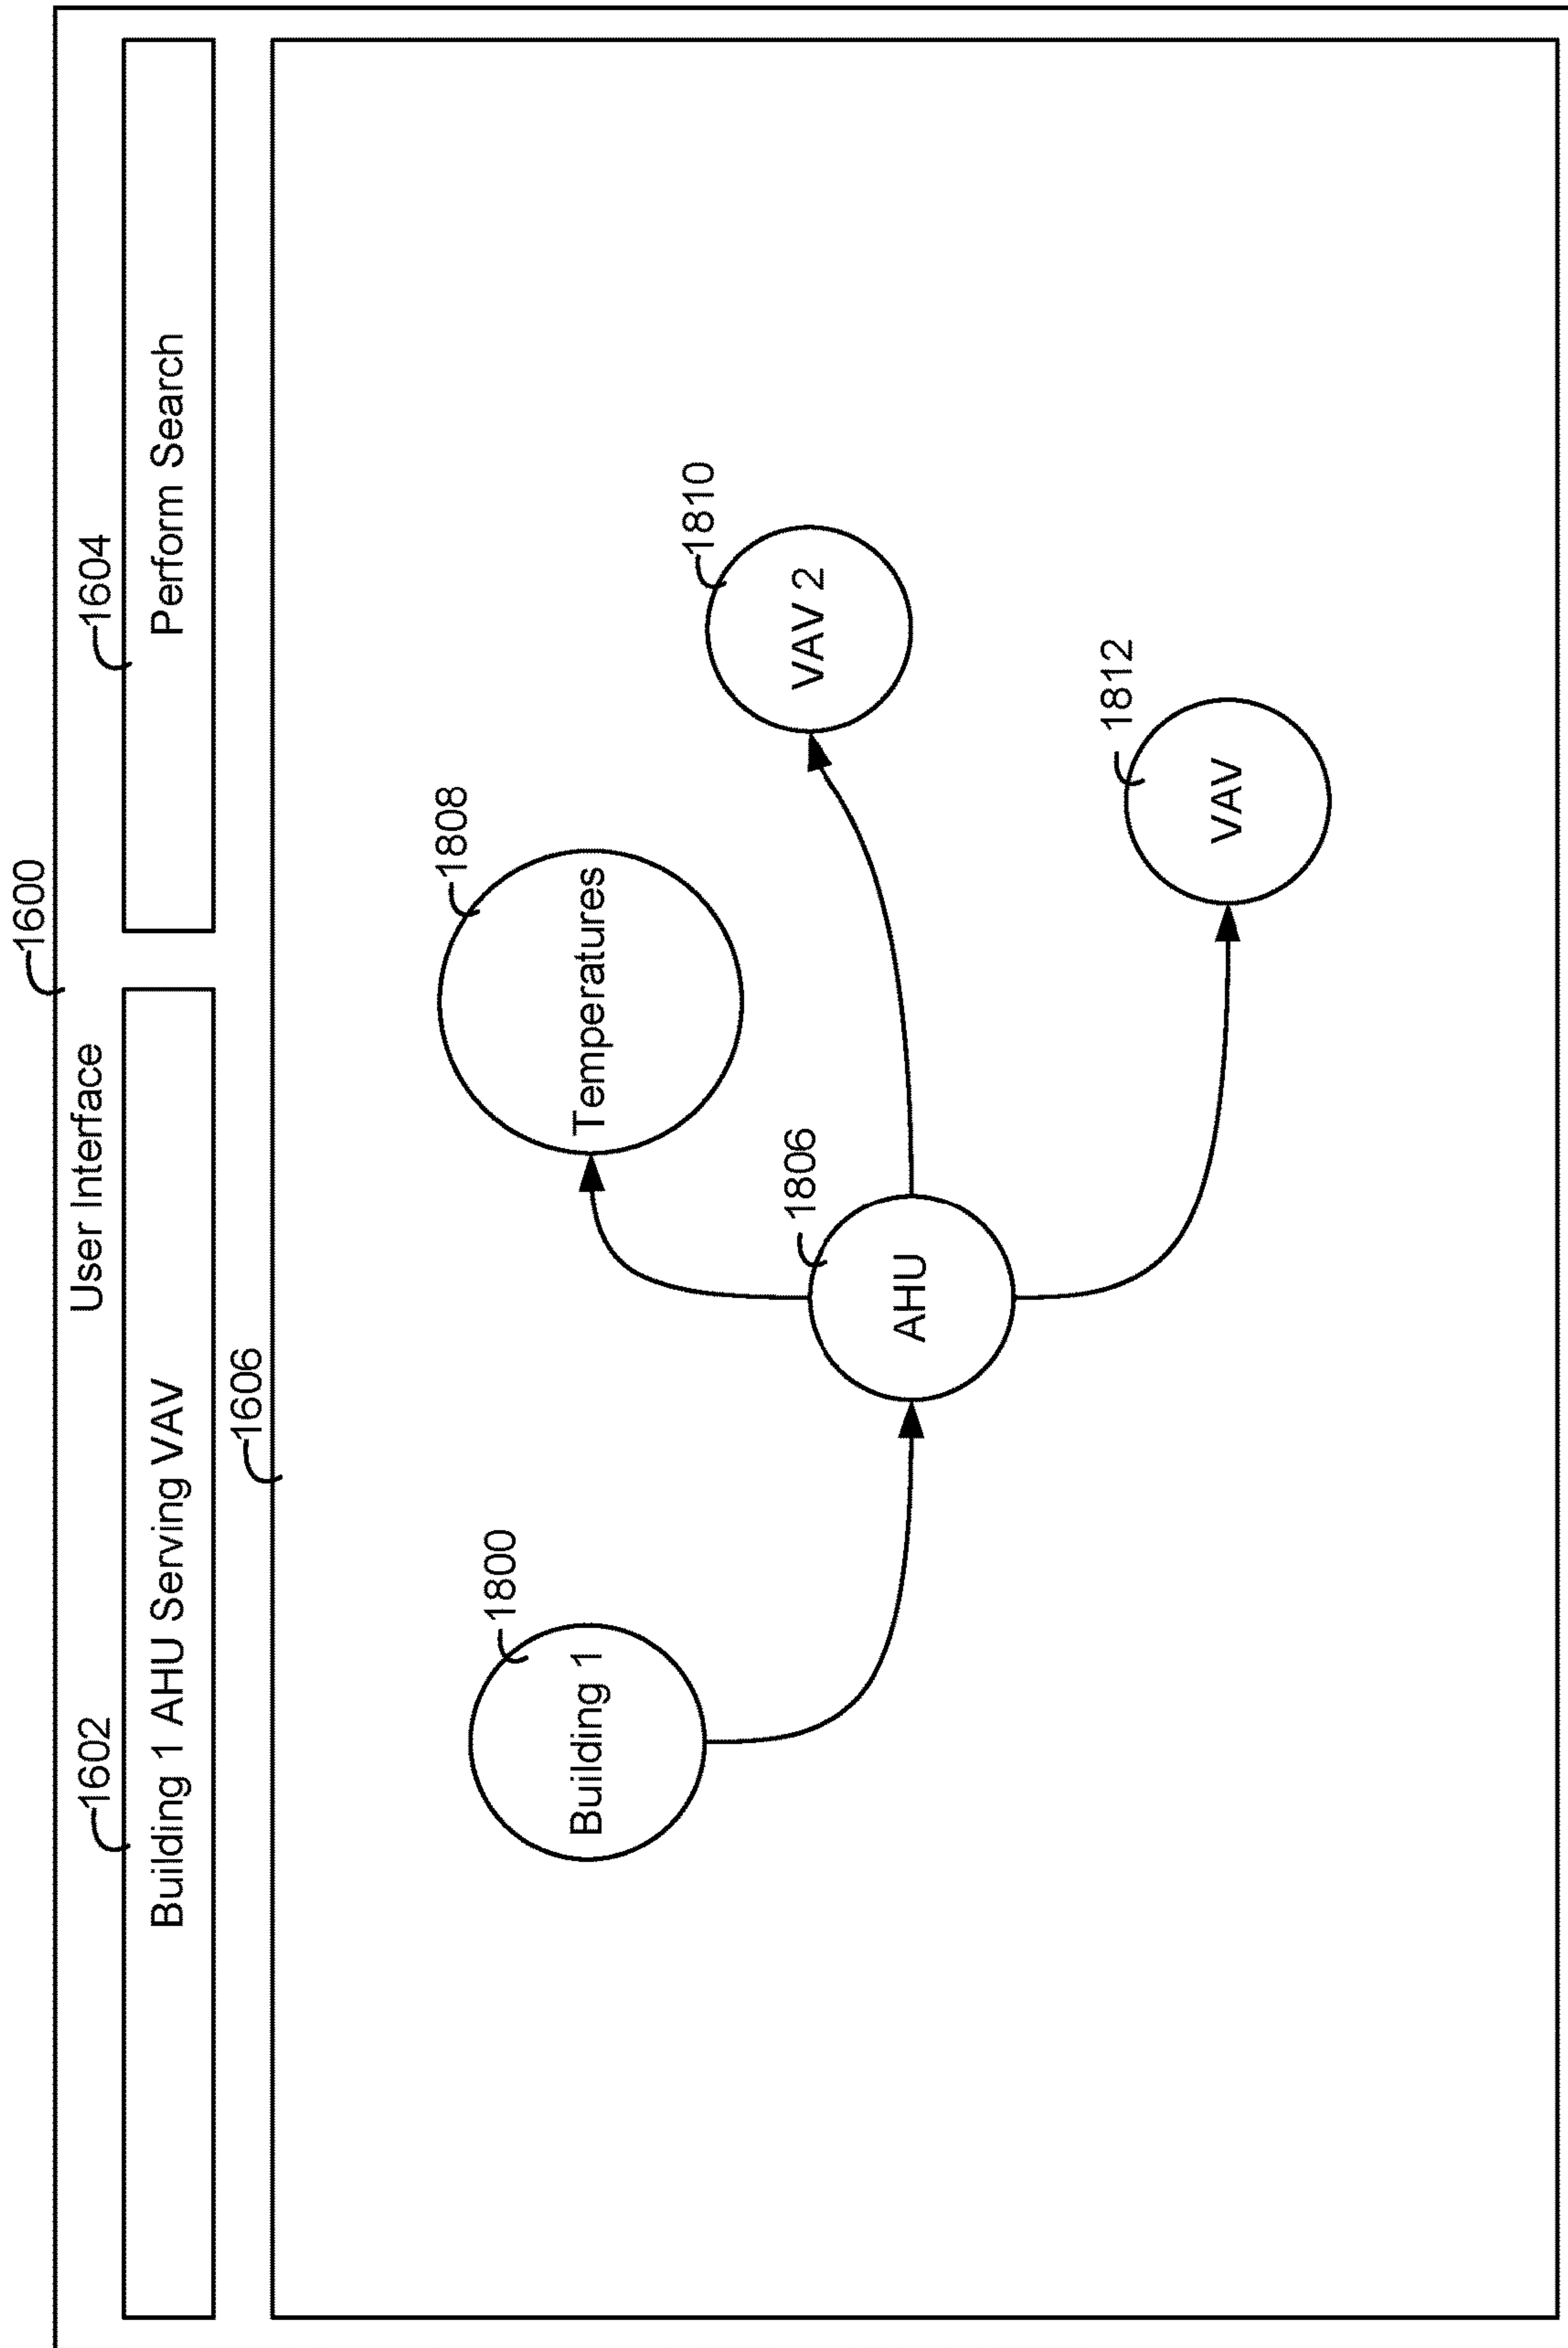 1600
User Interface
1602
1604
Building 1 AHU Serving VAV
Perform Search
1606
1800
Building 1
1808
Temperatures
1806
AHU
1810
VAV 2
1812
VAV